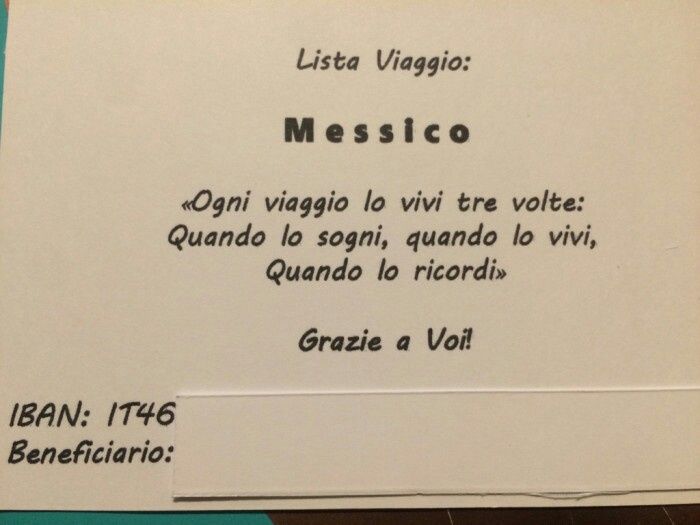 Lista Viaggio:
Messico
«Ogni viaggio lo vivi tre volte:
Quando lo sogni, quando lo vivi,
Quando lo ricordi»
Grazie a Voi!
IBAN: IT46
Beneficiario: